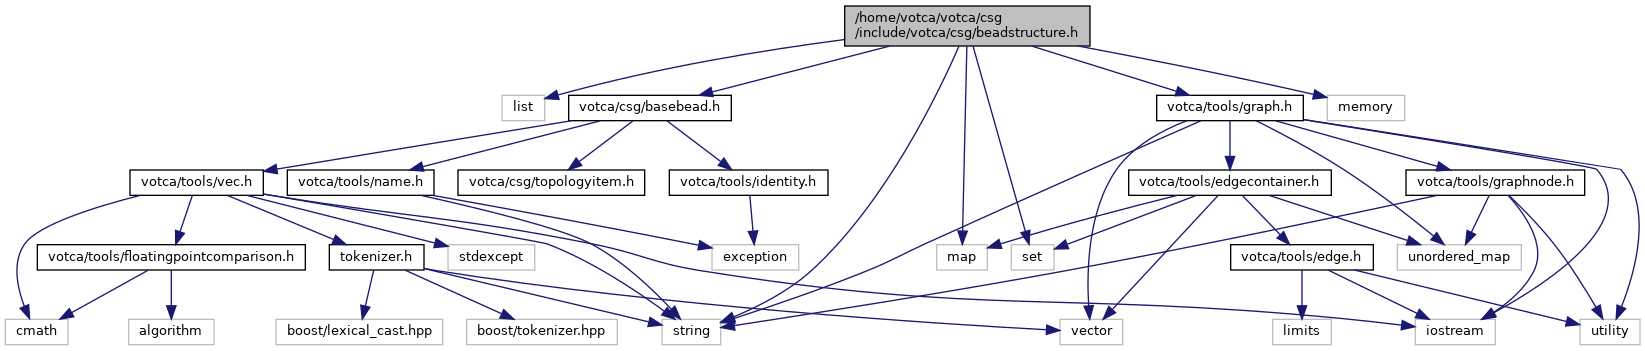 /home/votca/votca/csg
/include/votca/csg/beadstructure.h
list
votca/csg/basebead.h
votca/tools/graph.h
memory
votca/tools/vec.h
votca/tools/name.h
votca/csg/topologyitem.h
votca/tools/identity.h
votca/tools/edgecontainer.h
votca/tools/graphnode.h
votca/tools/floatingpointcomparison.h
tokenizer.h
stdexcept
exception
map
set
votca/tools/edge.h
unordered_map
cmath
algorithm
boost/lexical_cast.hpp
boost/tokenizer.hpp
string
vector
limits
iostream
utility